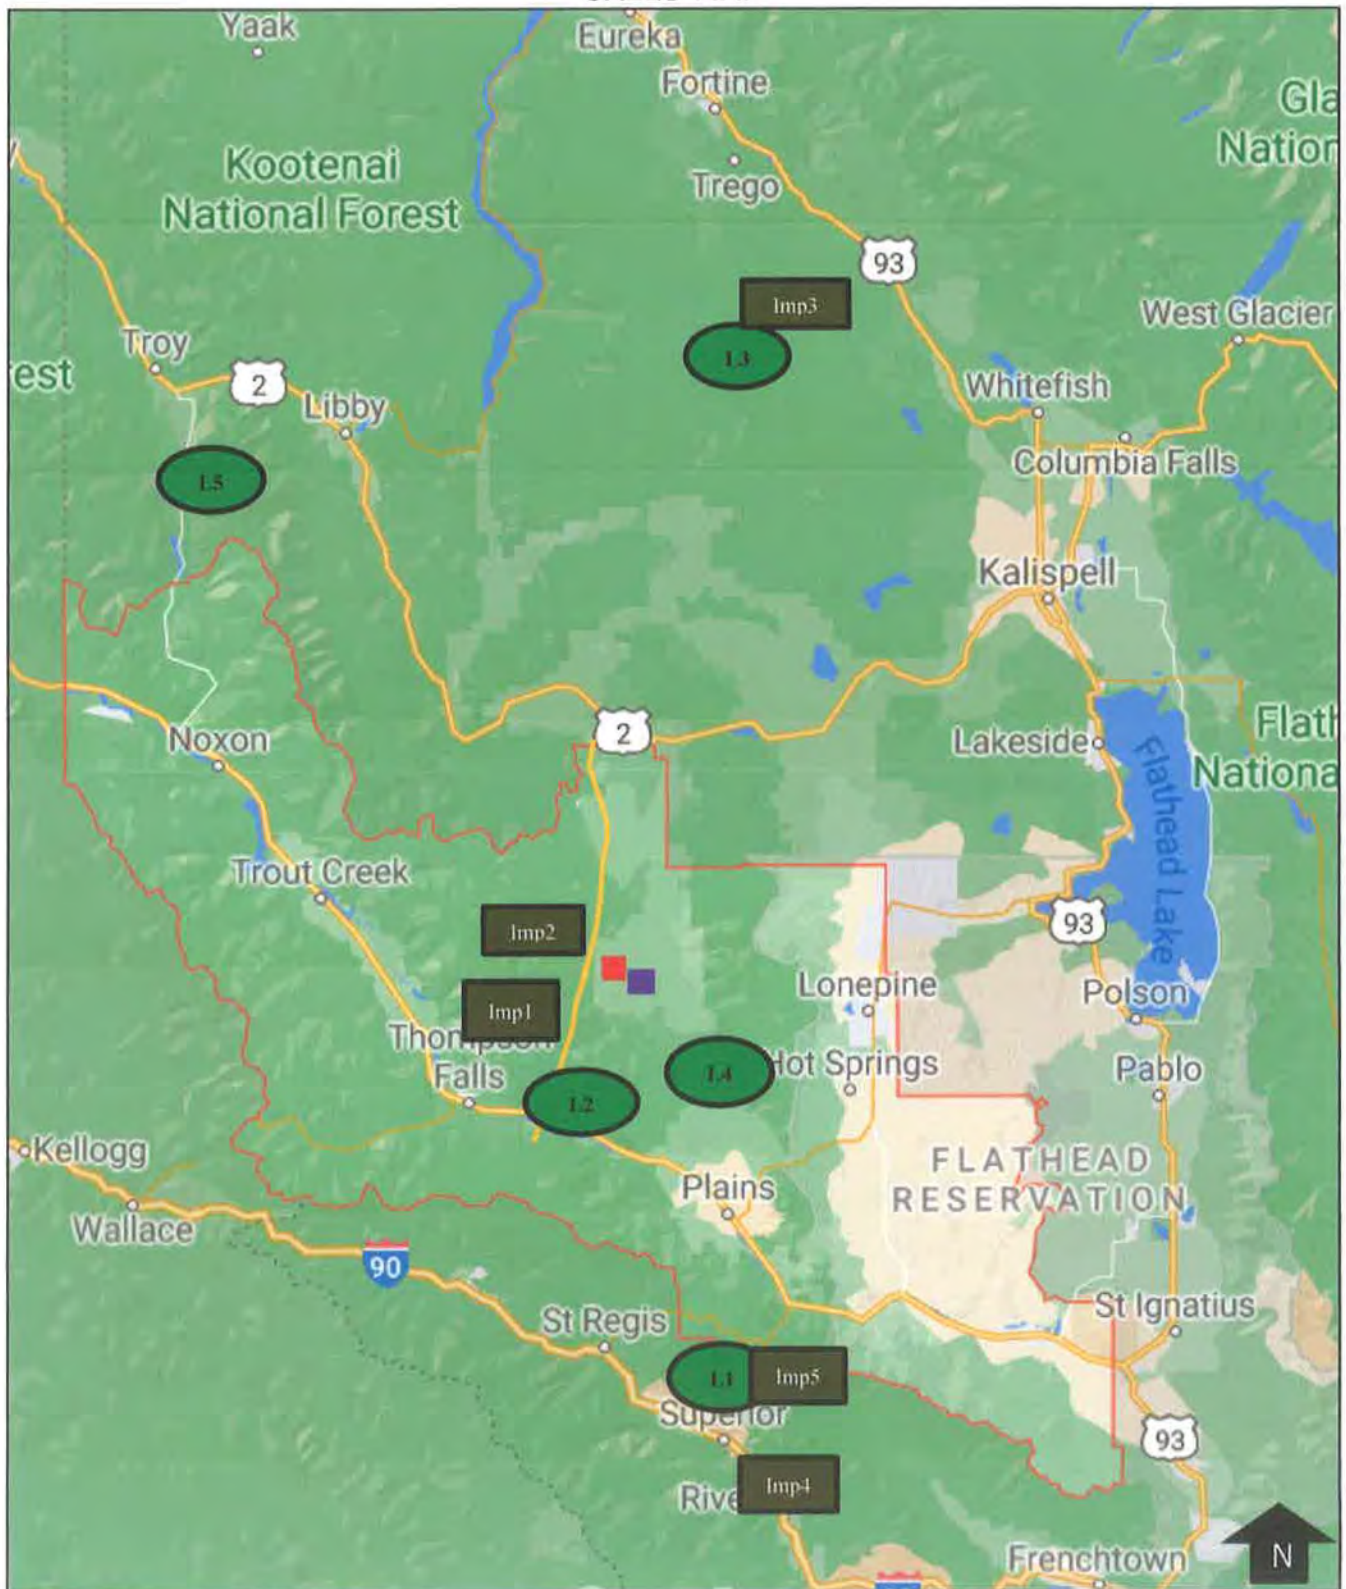 Yaak
Eureka
Fortine
Gla
Nation
Kootenai
National Forest
Trego
93
Imp3
West Glacier
L3
Troy
est
2
Libby
Whitefish
Columbia Falls
L5
Kalispell
2
Noxon
Lakeside
Flath
Nationa
Flathead Lake
Trout Creek
Imp2
93
Lonepine
Polson
Imp1
Thompson
Falls
L4
Hot Springs
Pablo
L2
Kellogg
FLATHEAD
RESERVATION
Plains
Wallace
90
St Regis
St Ignatius
L1
Imp5
Superior
93
Imp4
Rive
Frenchtown
N